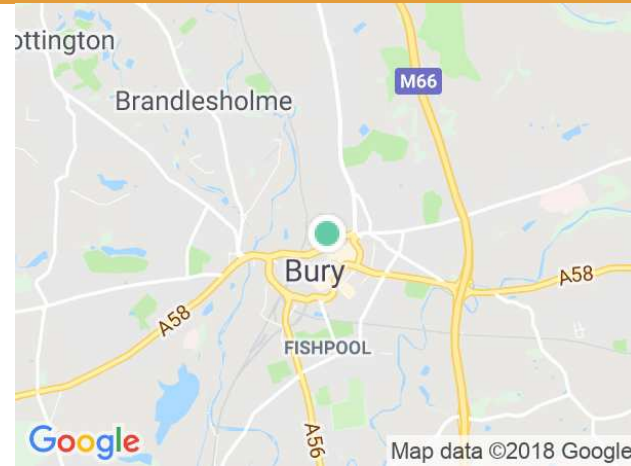 ottington
M66
Brandlesholme
Bury
A58
A58
FISHPOOL
A56
Google
Map data ©2018 Google